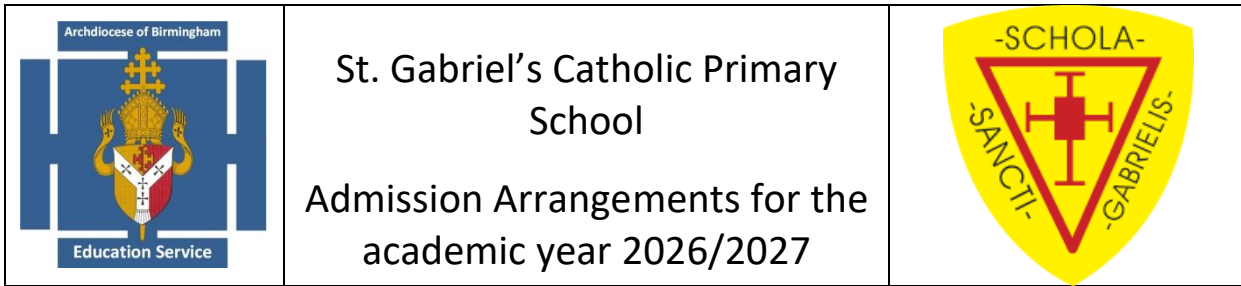 Archdiocese of Birmingham
Education Service
St. Gabriel's Catholic Primary
School
Admission Arrangements for the
academic year 2026/2027
-SCHOLA-
-SANCTI-
-GABRIELIS-